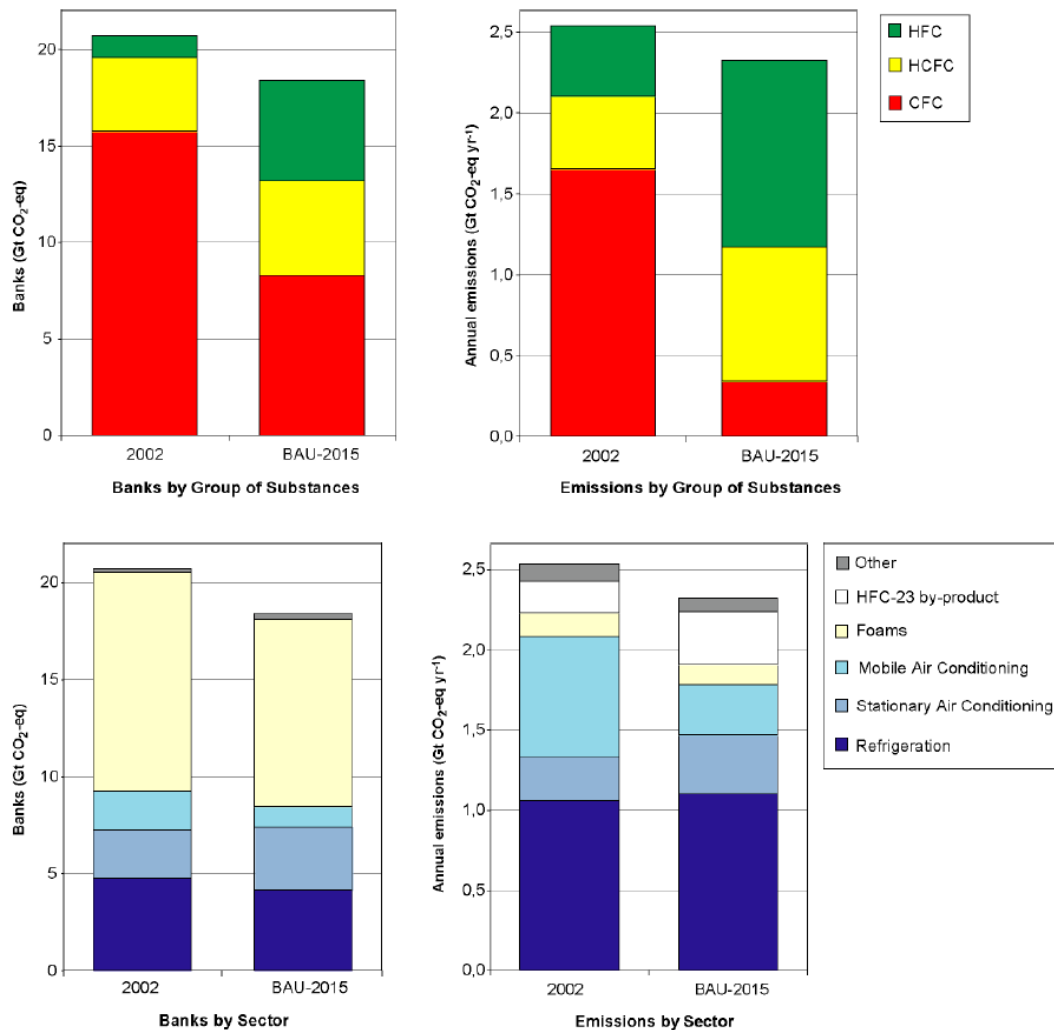 20
15
10
5
0
Banks (Gt CO₂-eq)
2002
BAU-2015
Banks by Group of Substances
2,5
2,0
1,5
1,0
0,5
0,0
Annual emissions (Gt CO₂-eq yr⁻¹)
2002
BAU-2015
Emissions by Group of Substances
HFC
HCFC
CFC
20
15
10
5
0
Banks (Gt CO₂-eq)
2002
BAU-2015
Banks by Sector
2,5
2,0
1,5
1,0
0,5
0,0
Annual emissions (Gt CO₂-eq yr⁻¹)
2002
BAU-2015
Emissions by Sector
Other
HFC-23 by-product
Foams
Mobile Air Conditioning
Stationary Air Conditioning
Refrigeration